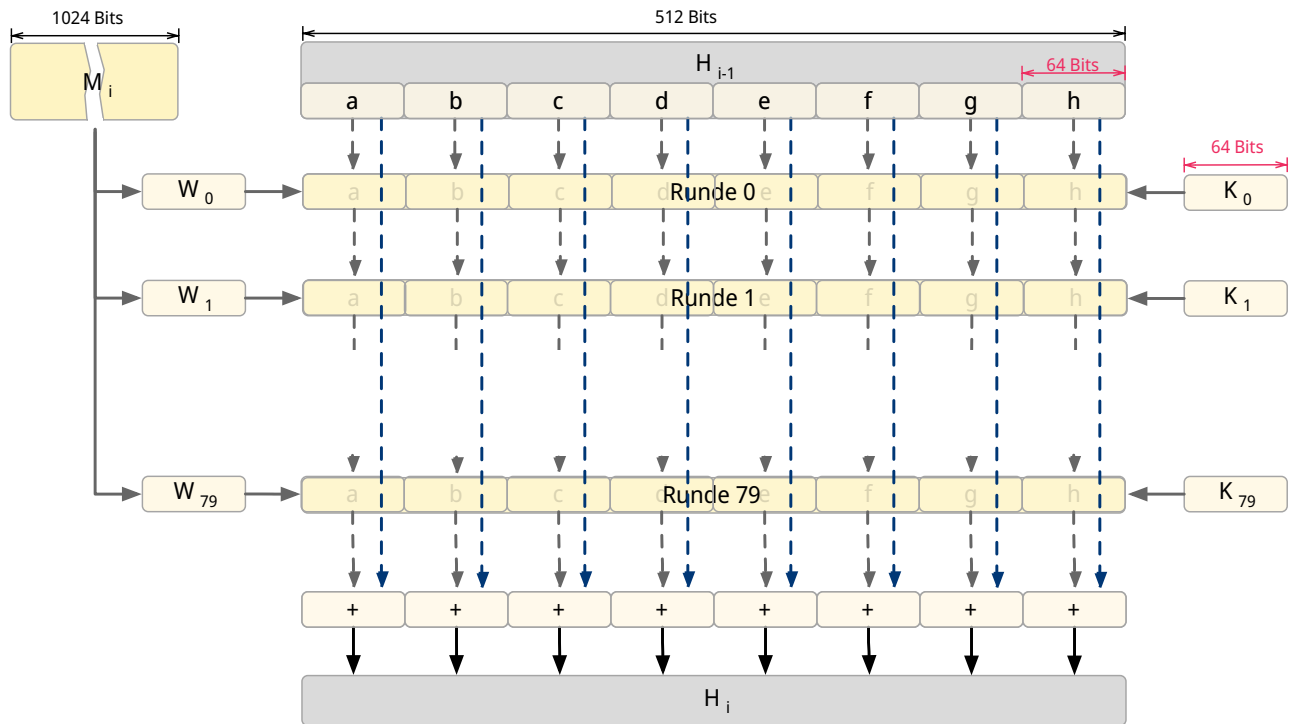 1024 Bits
512 Bits
M i
H i-1
64 Bits
a b c d e f g h
64 Bits
W 0
a b c d e f g h
Runde 0
K 0
W 1
a b c d e f g h
Runde 1
K 1
W 79
a b c d e f g h
Runde 79
K 79
+ + + + + + + +
H i